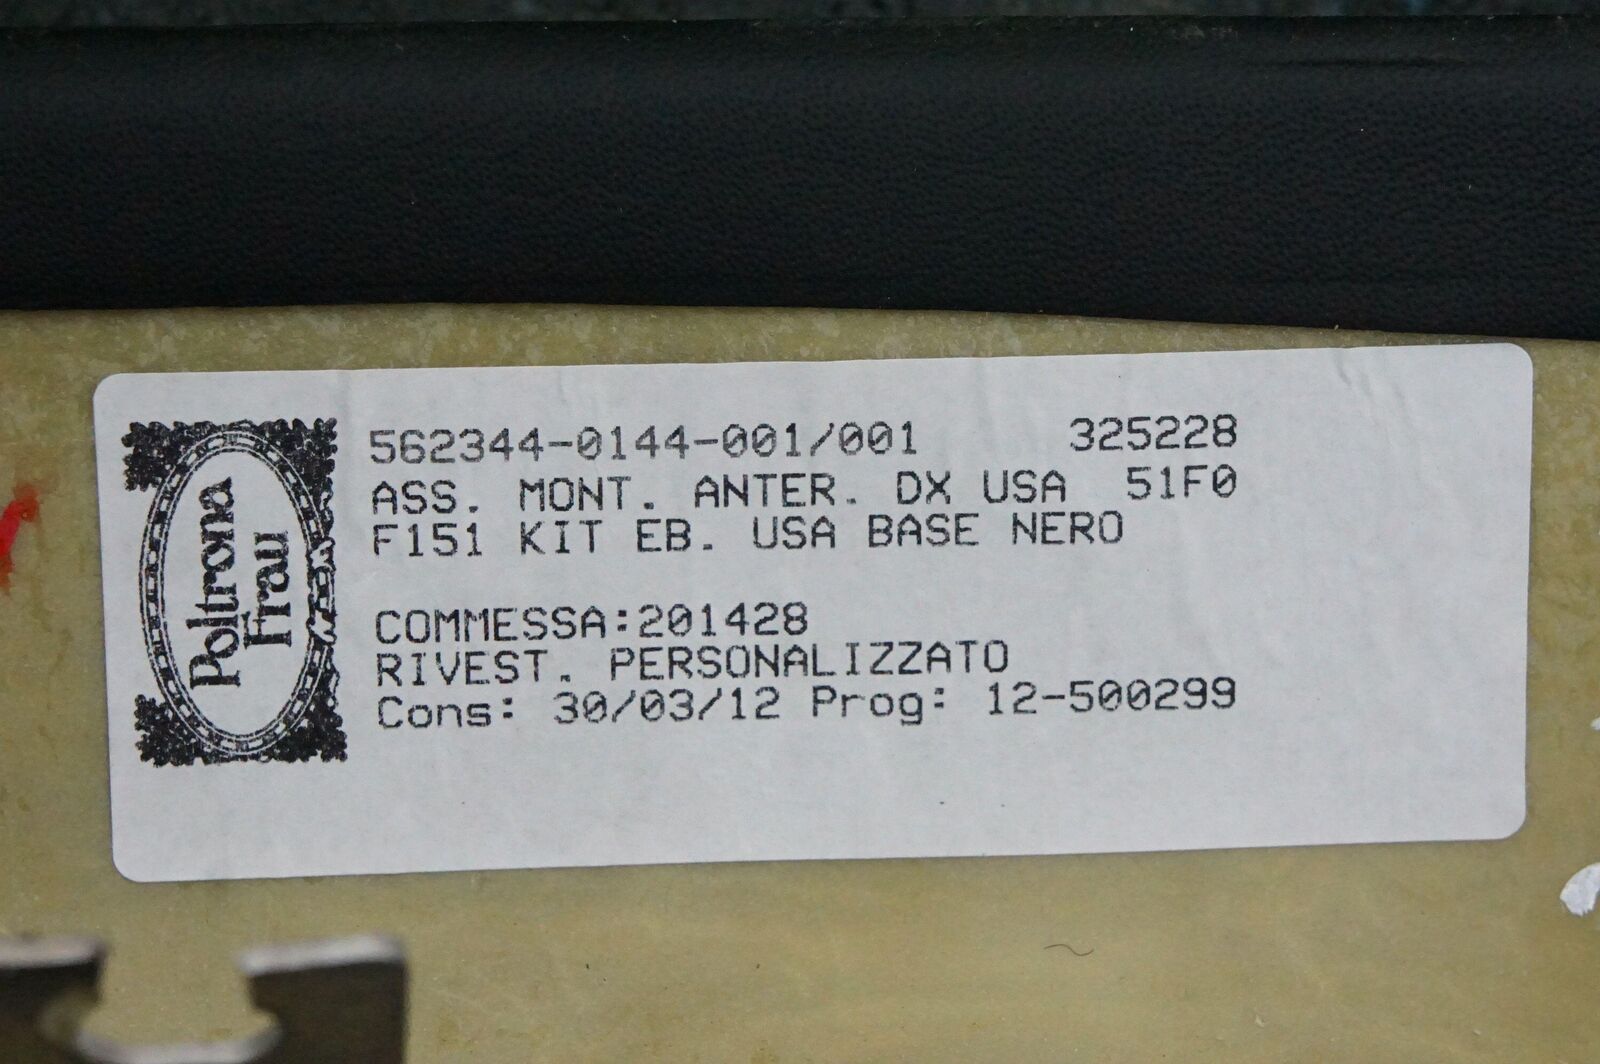 Poltrona
Frau
562344-0144-001/001 325228
ASS. MONT. ANTER. DX USA 51F0
F151 KIT EB. USA BASE NERO
COMMESSA:201428
RIVEST. PERSONALIZZATO
Cons: 30/03/12 Prog: 12-500299